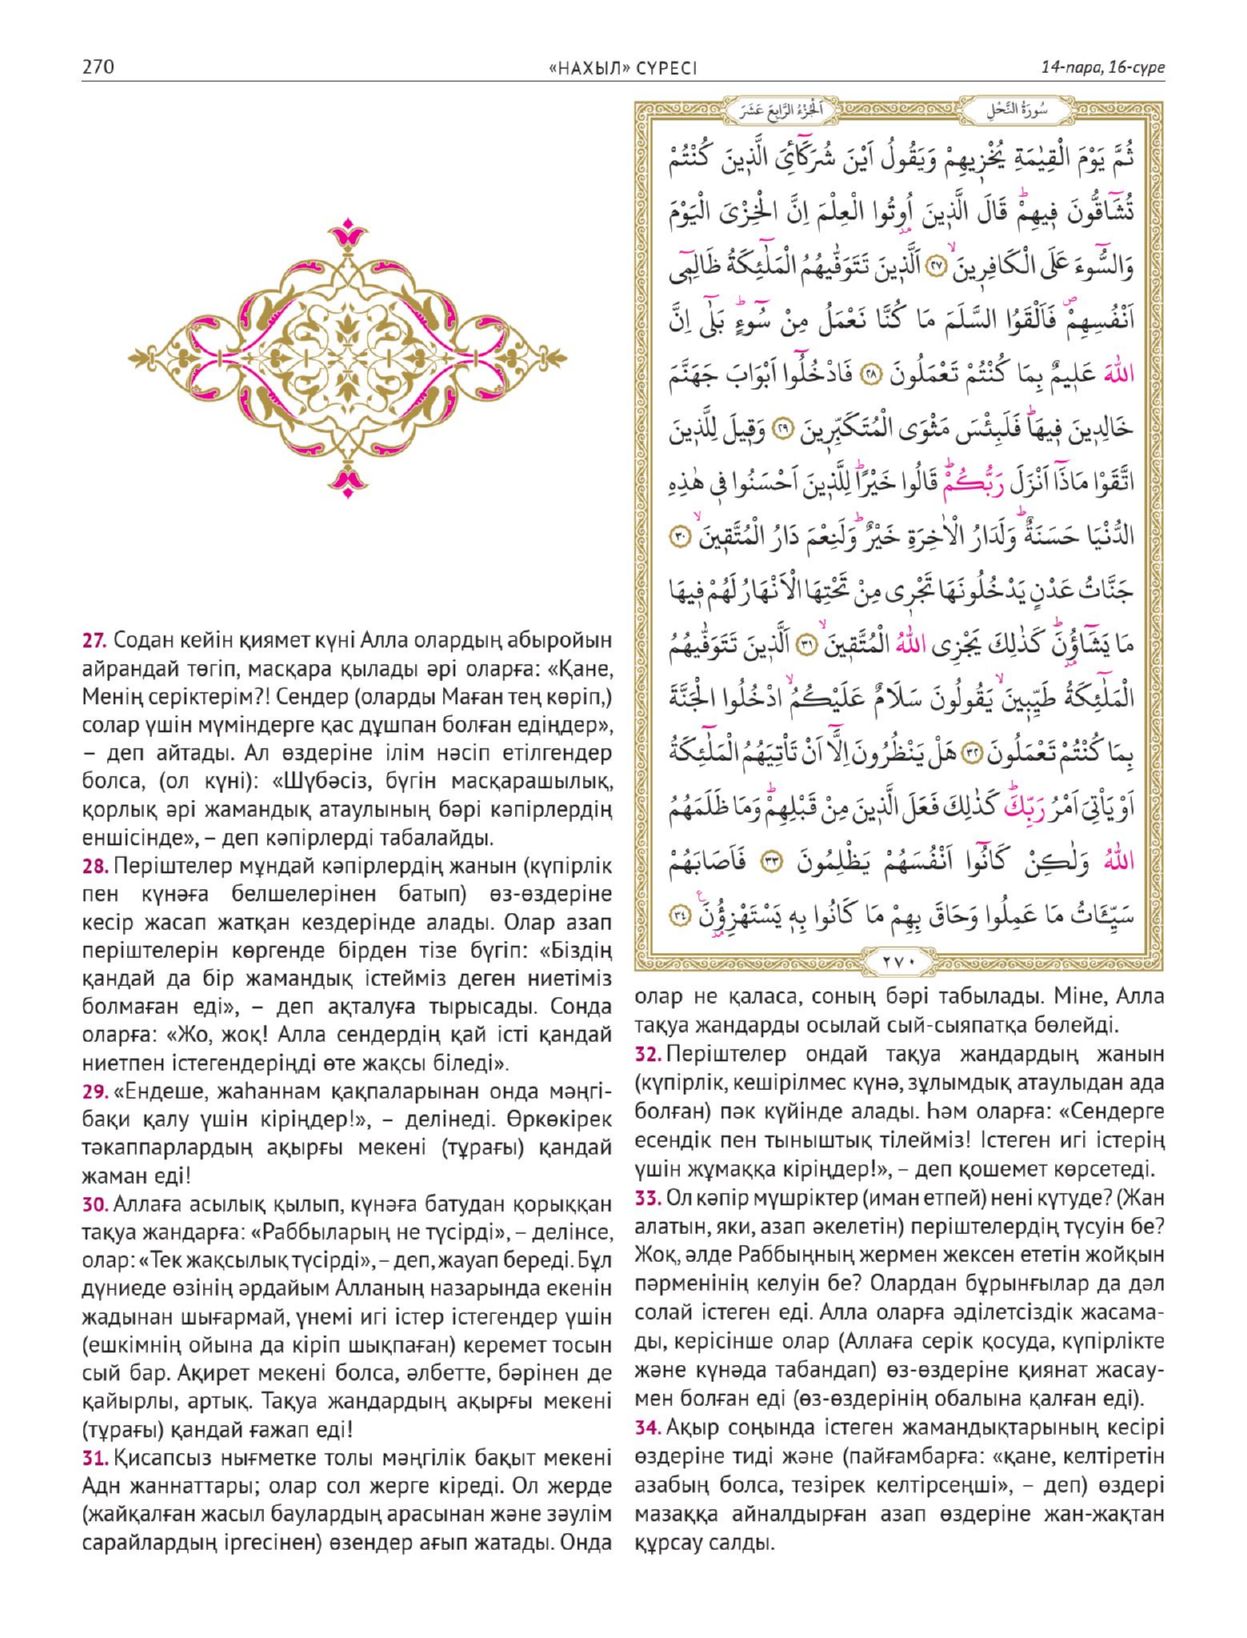 270
«НАХЫЛ» СҮРЕСІ
14-пара, 16-сүре
سُورَةُ النَّحْلِ
اَلْجُزْءُ الرَّابِعَ عَشَرَ
ثُمَّ يَوْمَ الْقِيٰمَةِ يُخْزٖيهِمْ وَيَقُولُ اَيْنَ شُرَكَٓائِيَ الَّذٖينَ كُنْتُمْ
تُشَٓاقُّونَ فٖيهِمْؕ قَالَ الَّذٖينَ اُو۫تُوا الْعِلْمَ اِنَّ الْخِزْيَ الْيَوْمَ
وَالسُّٓوءَ عَلَى الْكَافِرٖينَۙ ﴿٢٧﴾ اَلَّذٖينَ تَتَوَفّٰيهُمُ الْمَلٰٓئِكَةُ ظَالِمٖٓي
اَنْفُسِهِمْࣕ فَاَلْقَوُا السَّلَمَ مَا كُنَّا نَعْمَلُ مِنْ سُٓوءٍؕ بَلٰٓى اِنَّ
اللّٰهَ عَلٖيمٌ بِمَا كُنْتُمْ تَعْمَلُونَ ﴿٢٨﴾ فَادْخُلُٓوا اَبْوَابَ جَهَنَّمَ
خَالِدٖينَ فٖيهَاؕ فَلَبِئْسَ مَثْوَى الْمُتَكَبِّرٖينَ ﴿٢٩﴾ وَقٖيلَ لِلَّذٖينَ
اتَّقَوْا مَاذَٓا اَنْزَلَ رَبُّكُمْؕ قَالُوا خَيْرًاؕ لِلَّذٖينَ اَحْسَنُوا فٖي هٰذِهِ
الدُّنْيَا حَسَنَةٌؕ وَلَدَارُ الْاٰخِرَةِ خَيْرٌؕ وَلَنِعْمَ دَارُ الْمُتَّقٖينَۙ ﴿٣٠﴾
جَنَّاتُ عَدْنٍ يَدْخُلُونَهَا تَجْرٖي مِنْ تَحْتِهَا الْاَنْهَارُ لَهُمْ فٖيهَا
مَا يَشَٓاؤُ۫نَؕ كَذٰلِكَ يَجْزِي اللّٰهُ الْمُتَّقٖينَۙ ﴿٣١﴾ اَلَّذٖينَ تَتَوَفّٰيهُمُ
الْمَلٰٓئِكَةُ طَيِّبٖينَۙ يَقُولُونَ سَلَامٌ عَلَيْكُمُۙ ادْخُلُوا الْجَنَّةَ
بِمَا كُنْتُمْ تَعْمَلُونَ ﴿٣٢﴾ هَلْ يَنْظُرُونَ اِلَّٓا اَنْ تَأْتِيَهُمُ الْمَلٰٓئِكَةُ
اَوْ يَأْتِيَ اَمْرُ رَبِّكَؕ كَذٰلِكَ فَعَلَ الَّذٖينَ مِنْ قَبْلِهِمْؕ وَمَا ظَلَمَهُمُ
اللّٰهُ وَلٰكِنْ كَانُٓوا اَنْفُسَهُمْ يَظْلِمُونَ ﴿٣٣﴾ فَاَصَابَهُمْ
سَيِّـَٔاتُ مَا عَمِلُوا وَحَاقَ بِهِمْ مَا كَانُوا بِهٖ يَسْتَهْزِؤُ۫نَࣖ ﴿٣٤﴾
٢٧٠
27. Содан кейін қиямет күні Алла олардың абыройын
айрандай төгіп, масқара қылады әрі оларға: «Қане,
Менің серіктерім?! Сендер (оларды Маған тең көріп,)
солар үшін мүміндерге қас дұшпан болған едіңдер»,
– деп айтады. Ал өздеріне ілім нәсіп етілгендер
болса, (ол күні): «Шүбәсіз, бүгін масқарашылық,
қорлық әрі жамандық атаулының бәрі кәпірлердің
еншісінде», – деп кәпірлерді табалайды.
28. Періштелер мұндай кәпірлердің жанын (күпірлік
пен күнәға белшелерінен батып) өз-өздеріне
кесір жасап жатқан кездерінде алады. Олар азап
періштелерін көргенде бірден тізе бүгіп: «Біздің
қандай да бір жамандық істейміз деген ниетіміз
болмаған еді», – деп ақталуға тырысады. Сонда
оларға: «Жо, жоқ! Алла сендердің қай істі қандай
ниетпен істегендеріңді өте жақсы біледі».
29. «Ендеше, жаһаннам қақпаларынан онда мәңгі-
бақи қалу үшін кіріңдер!», – делінеді. Өркөкірек
тәкаппарлардың ақырғы мекені (тұрағы) қандай
жаман еді!
30. Аллаға асылық қылып, күнәға батудан қорыққан
тақуа жандарға: «Раббыларың не түсірді», – делінсе,
олар: «Тек жақсылық түсірді», – деп, жауап береді. Бұл
дүниеде өзінің әрдайым Алланың назарында екенін
жадынан шығармай, үнемі игі істер істегендер үшін
(ешкімнің ойына да кіріп шықпаған) керемет тосын
сый бар. Ақирет мекені болса, әлбетте, бәрінен де
қайырлы, артық. Тақуа жандардың ақырғы мекені
(тұрағы) қандай ғажап еді!
31. Қисапсыз нығметке толы мәңгілік бақыт мекені
Адн жаннаттары; олар сол жерге кіреді. Ол жерде
(жайқалған жасыл баулардың арасынан және зәулім
сарайлардың іргесінен) өзендер ағып жатады. Онда
олар не қаласа, соның бәрі табылады. Міне, Алла
тақуа жандарды осылай сый-сыяпатқа бөлейді.
32. Періштелер ондай тақуа жандардың жанын
(күпірлік, кешірілмес күнә, зұлымдық атаулыдан ада
болған) пәк күйінде алады. Һәм оларға: «Сендерге
есендік пен тыныштық тілейміз! Істеген игі істерің
үшін жұмаққа кіріңдер!», – деп қошемет көрсетеді.
33. Ол кәпір мүшріктер (иман етпей) нені күтуде? (Жан
алатын, яки, азап әкелетін) періштелердің түсуін бе?
Жоқ, әлде Раббыңның жермен жексен ететін жойқын
пәрменінің келуін бе? Олардан бұрынғылар да дәл
солай істеген еді. Алла оларға әділетсіздік жасама-
ды, керісінше олар (Аллаға серік қосуда, күпірлікте
және күнәда табандап) өз-өздеріне қиянат жасау-
мен болған еді (өз-өздерінің обалына қалған еді).
34. Ақыр соңында істеген жамандықтарының кесірі
өздеріне тиді және (пайғамбарға: «қане, келтіретін
азабың болса, тезірек келтірсеңші», – деп) өздері
мазаққа айналдырған азап өздеріне жан-жақтан
құрсау салды.